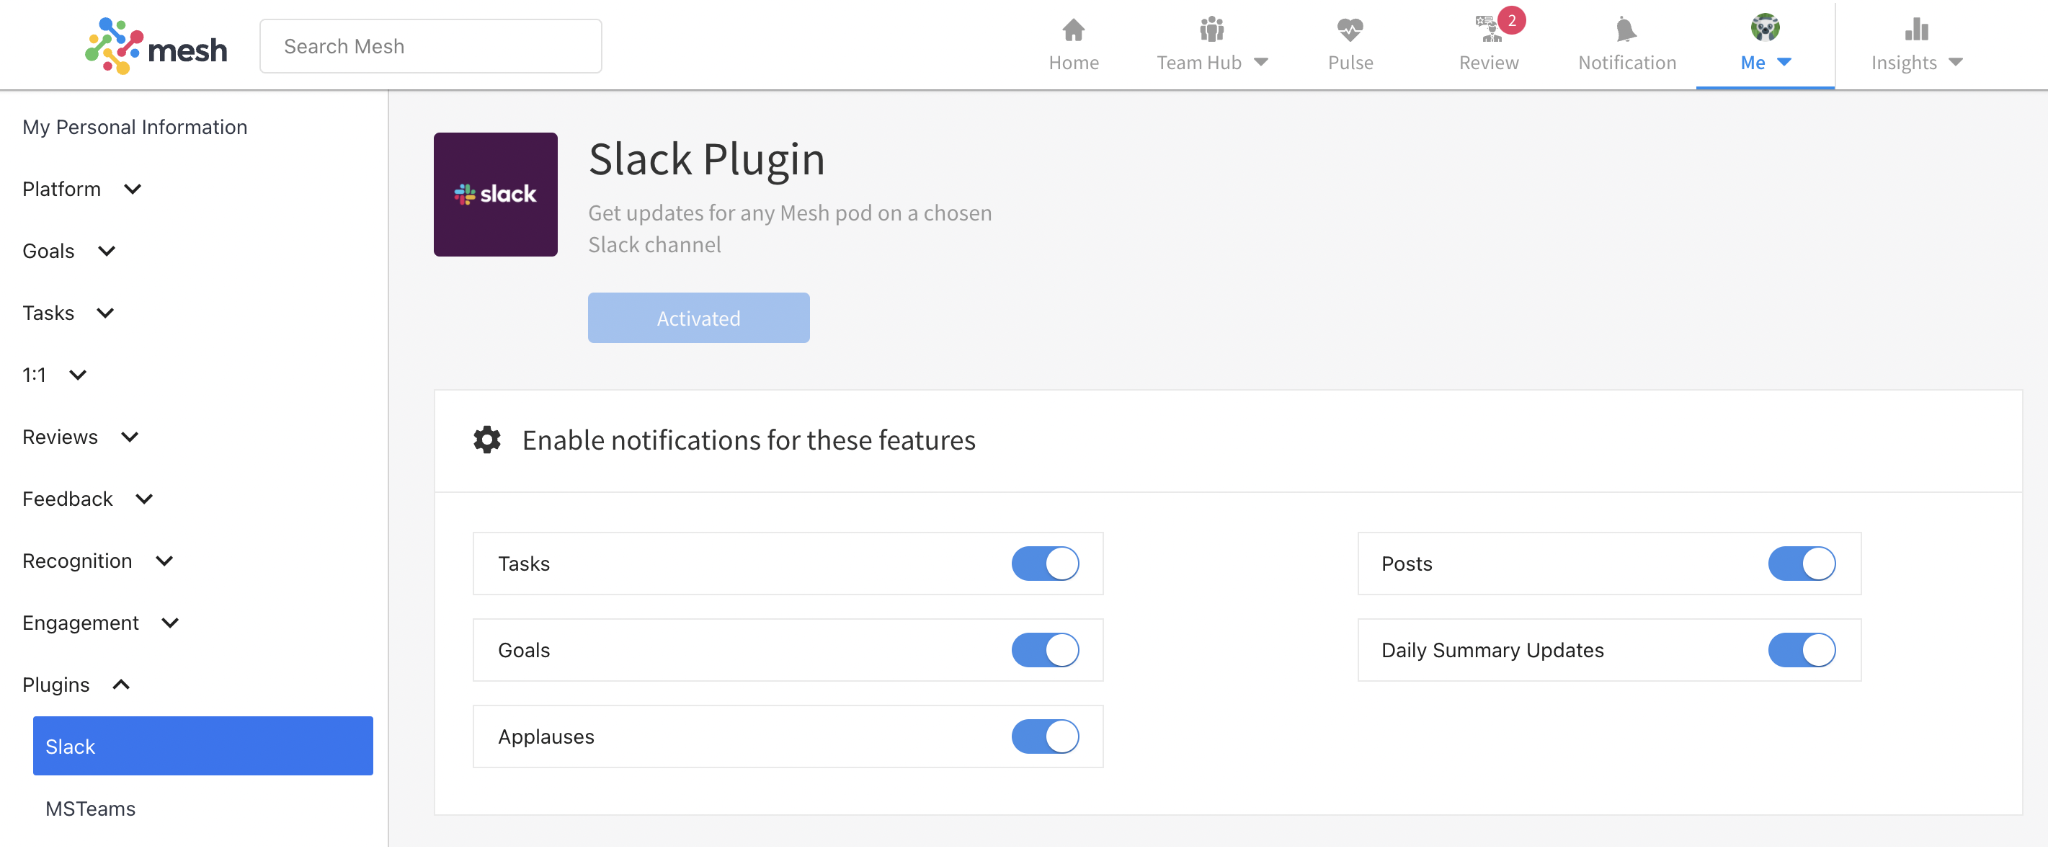 mesh
Search Mesh
Home
Team Hub
Pulse
2
Review
Notification
Me
Insights
My Personal Information
Platform
Goals
Tasks
1:1
Reviews
Feedback
Recognition
Engagement
Plugins
Slack
MSTeams
slack
Slack Plugin
Get updates for any Mesh pod on a chosen
Slack channel
Activated
Enable notifications for these features
Tasks
Posts
Goals
Daily Summary Updates
Applauses